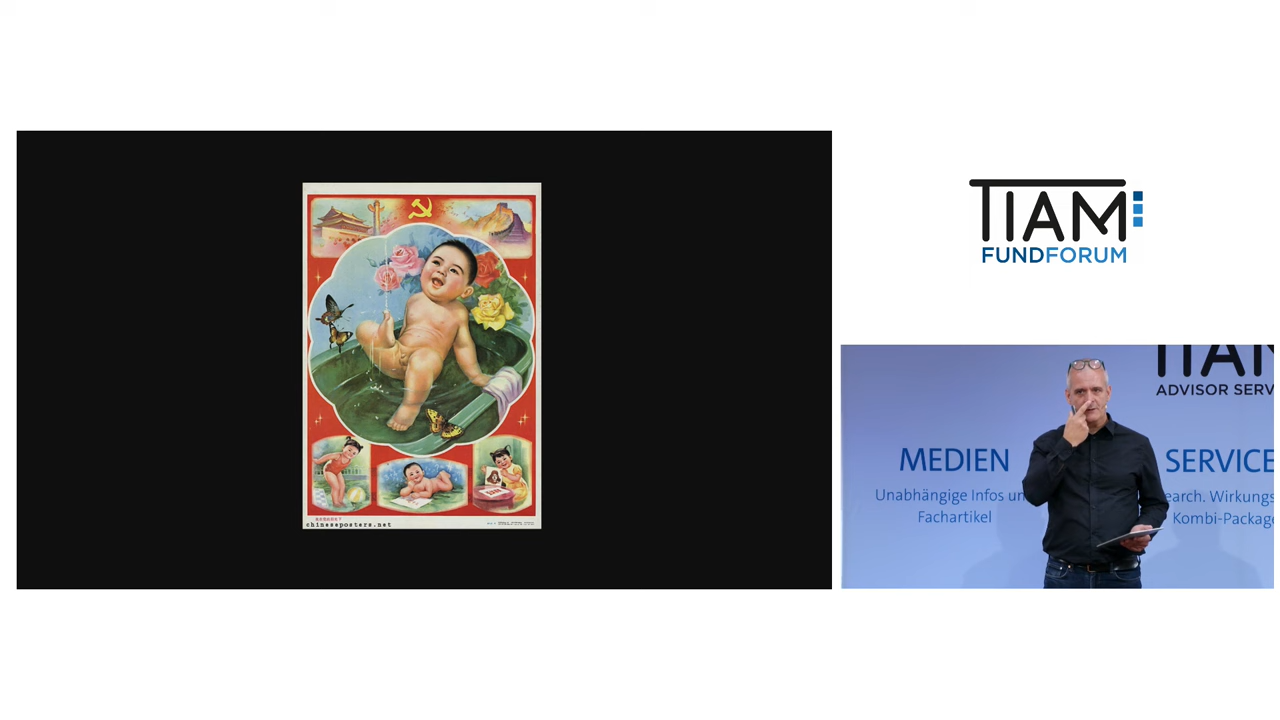 TIAM
FUNDFORUM
TIAM
ADVISOR SERV
MEDIEN
SERVICE
Unabhängige Infos un
Fachartikel
earch. Wirkungs
Kombi-Package
chineseposters.net